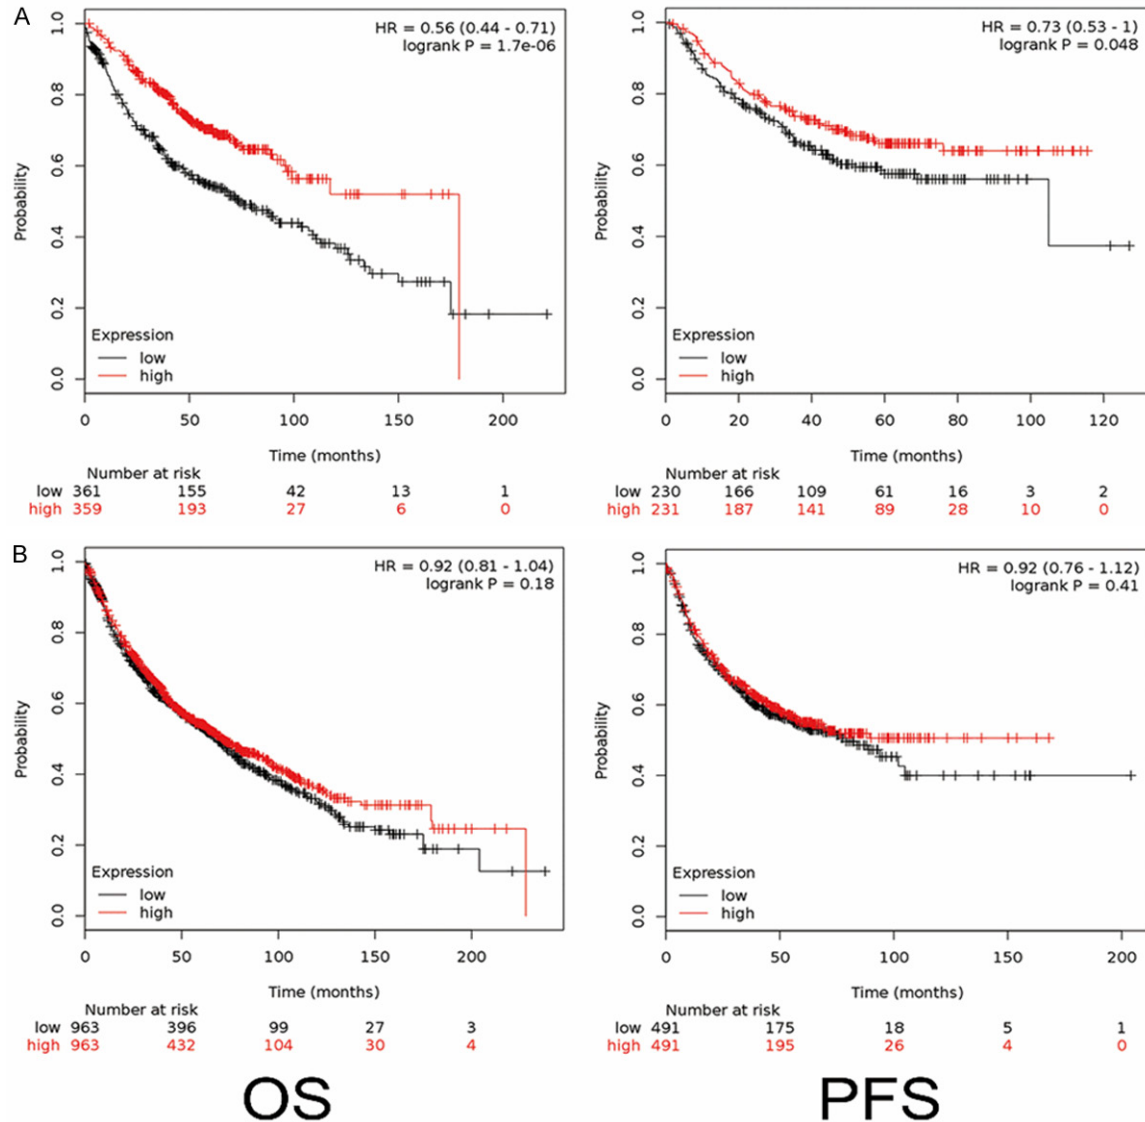 A
HR = 0.56 (0.44 - 0.71)
logrank P = 1.7e-06
Probability
1.0
0.8
0.6
0.4
0.2
0.0
Expression
low
high
0 50 100 150 200
Time (months)
Number at risk
low 361 155 42 13 1
high 359 193 27 6 0
HR = 0.73 (0.53 - 1)
logrank P = 0.048
Probability
1.0
0.8
0.6
0.4
0.2
0.0
Expression
low
high
0 20 40 60 80 100 120
Time (months)
Number at risk
low 230 166 109 61 16 3 2
high 231 187 141 89 28 10 0
B
HR = 0.92 (0.81 - 1.04)
logrank P = 0.18
Probability
1.0
0.8
0.6
0.4
0.2
0.0
Expression
low
high
0 50 100 150 200
Time (months)
Number at risk
low 963 396 99 27 3
high 963 432 104 30 4
HR = 0.92 (0.76 - 1.12)
logrank P = 0.41
Probability
1.0
0.8
0.6
0.4
0.2
0.0
Expression
low
high
0 50 100 150 200
Time (months)
Number at risk
low 491 175 18 5 1
high 491 195 26 4 0
OS
PFS